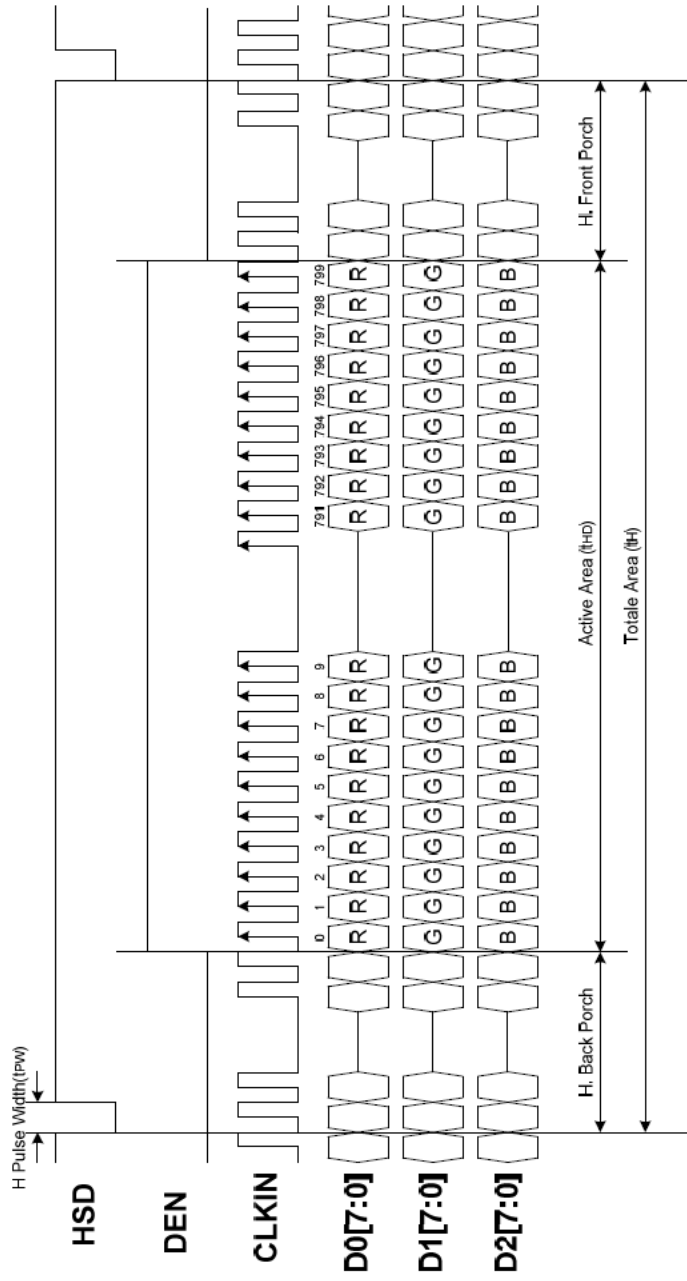 H Pulse Width(tPW)
HSD
DEN
CLKIN
I0 1 2 3 4 5 6 7 8 9 791 792 793 794 795 796 797 798 799
D0[7:0] R R R R R R R R R R R R R R R R R R R
D1[7:0] G G G G G G G G G G G G G G G G G G G
D2[7:0] B B B B B B B B B B B B B B B B B B B
H. Back Porch Active Area (tHD) HI. Front Porch
Totale Area (tH)